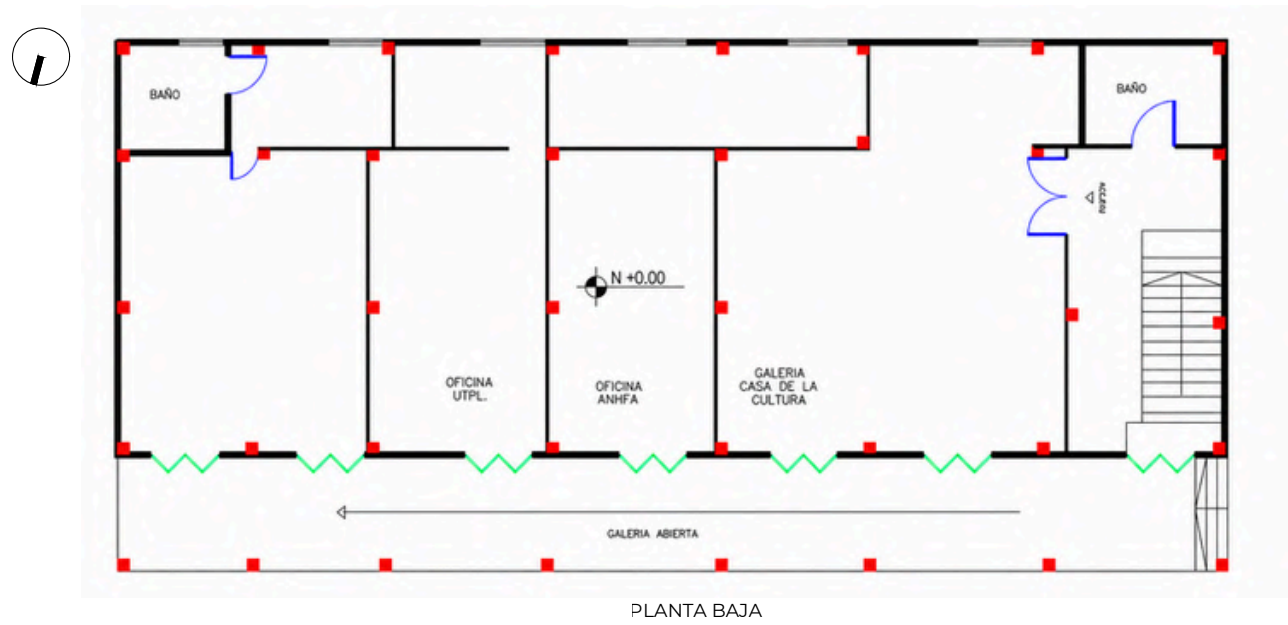 BAÑO
BAÑO
ACCESO
N +0.00
OFICINA
UTPL.
OFICINA
ANHFA
GALERIA
CASA DE LA
CULTURA
GALERIA ABIERTA
PLANTA BAJA